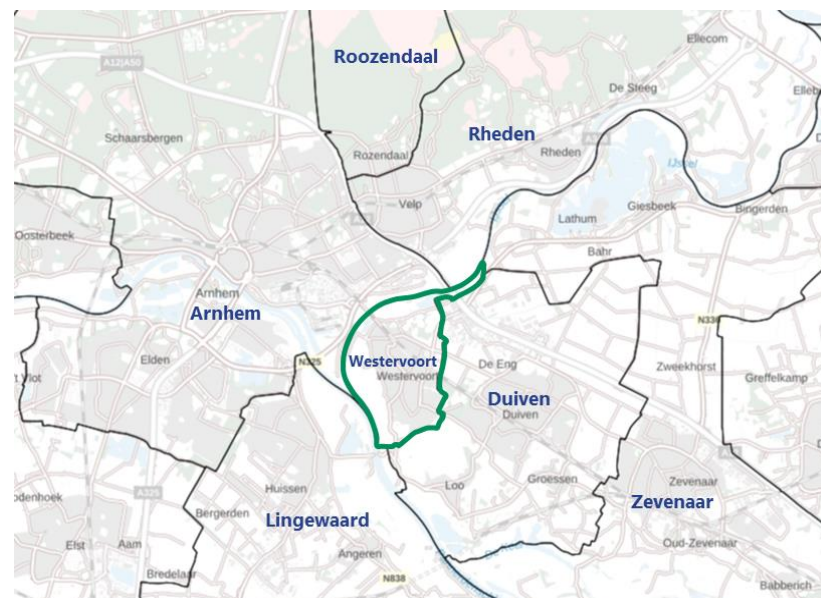 Roozendaal
Ellecom
A12|A50
De Steeg
Schaarsbergen
Rheden
Rozendaal
Rheden
IJssel
Velp
Giesbeek
Lathum
Bingerden
Oosterbeek
Bahr
Arnhem
Arnhem
N336
N325
Elden
Westervoort
Westervoort
De Eng
Zweekhorst
Greffelkamp
Duiven
Duiven
Zevenaar
Loo
Groessen
Huissen
Zevenaar
Bergerden
Lingewaard
A325
Oud-Zevenaar
Elst
Aam
Angeren
Bredelaar
N838
Babberich